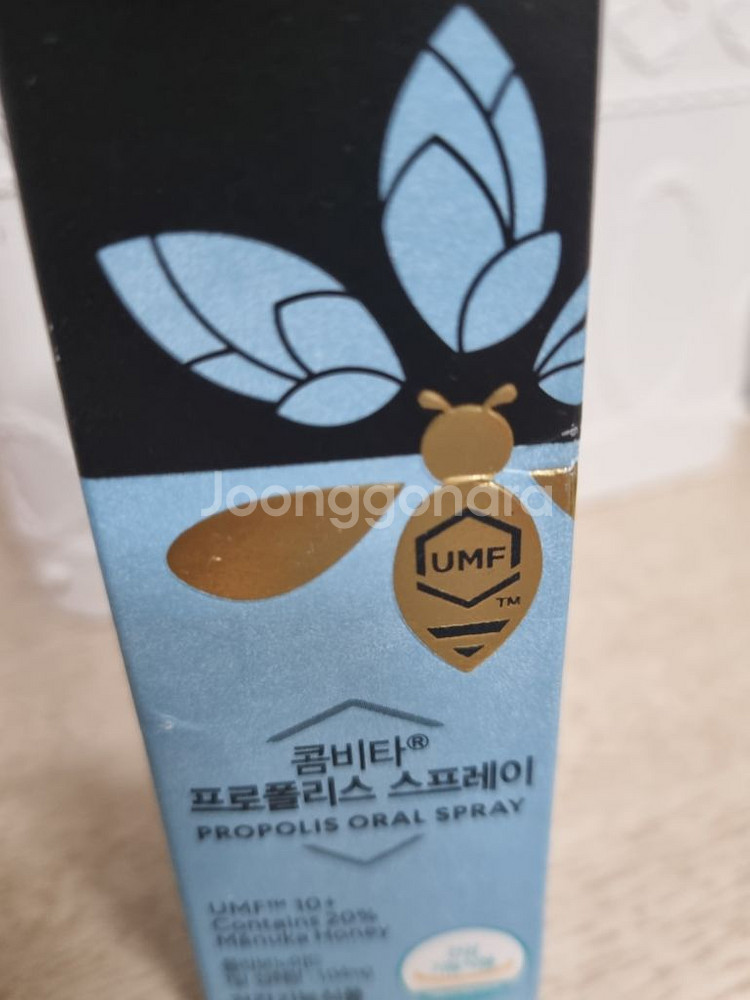 Joonggonara
UMF
TM
콤비타®
프로폴리스 스프레이
PROPOLIS ORAL SPRAY
UMF™ 10+
Contains 20%
Manuka Honey